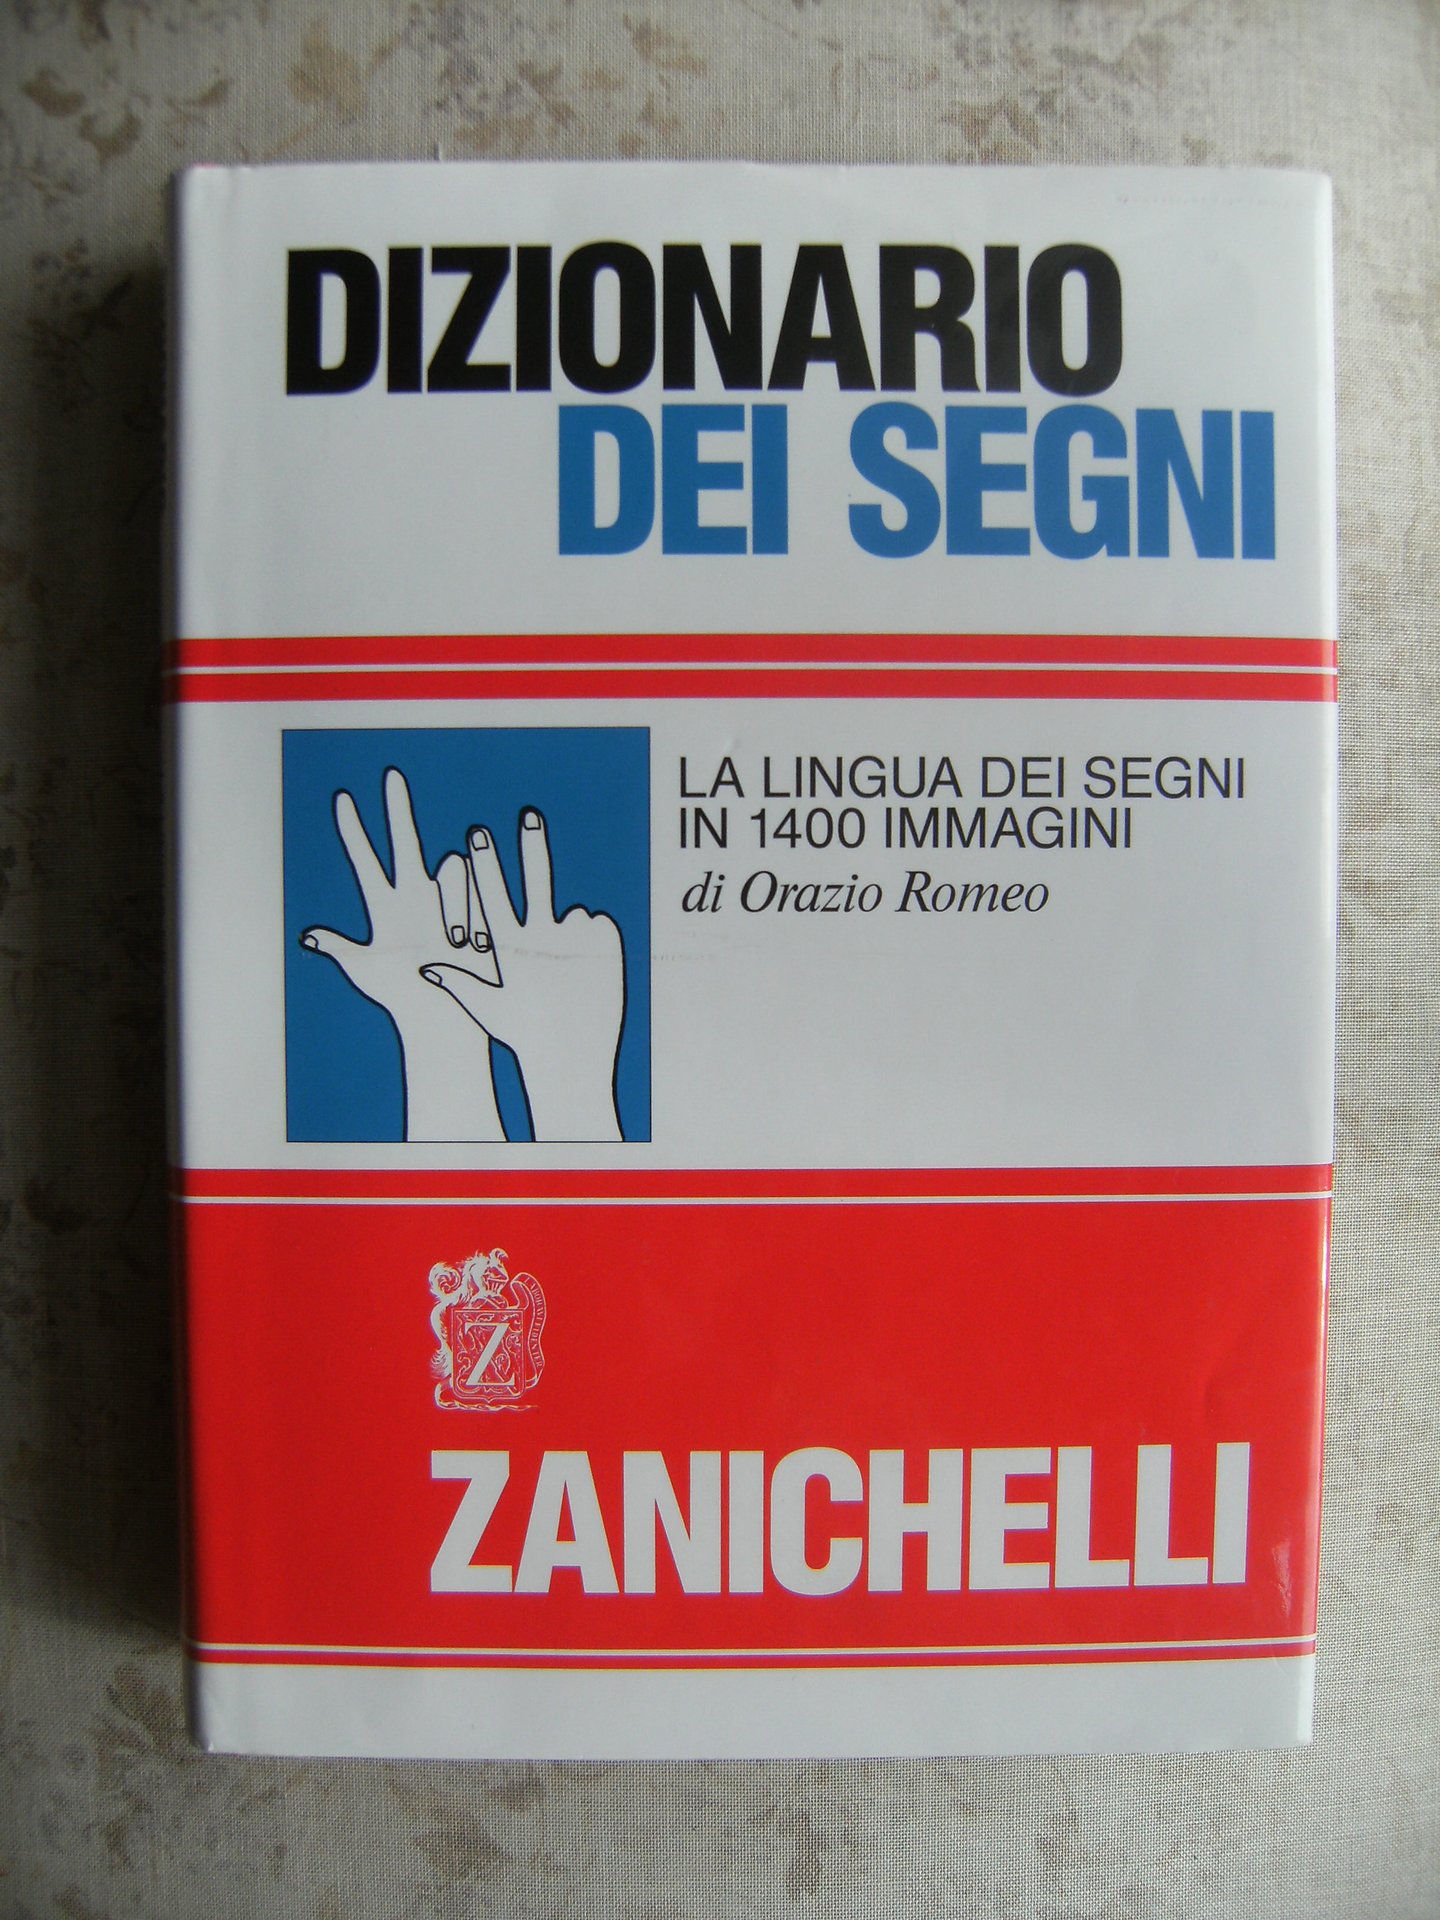 DIZIONARIO
DEI SEGNI
LA LINGUA DEI SEGNI
IN 1400 IMMAGINI
di Orazio Romeo
Z
ZANICHELLI